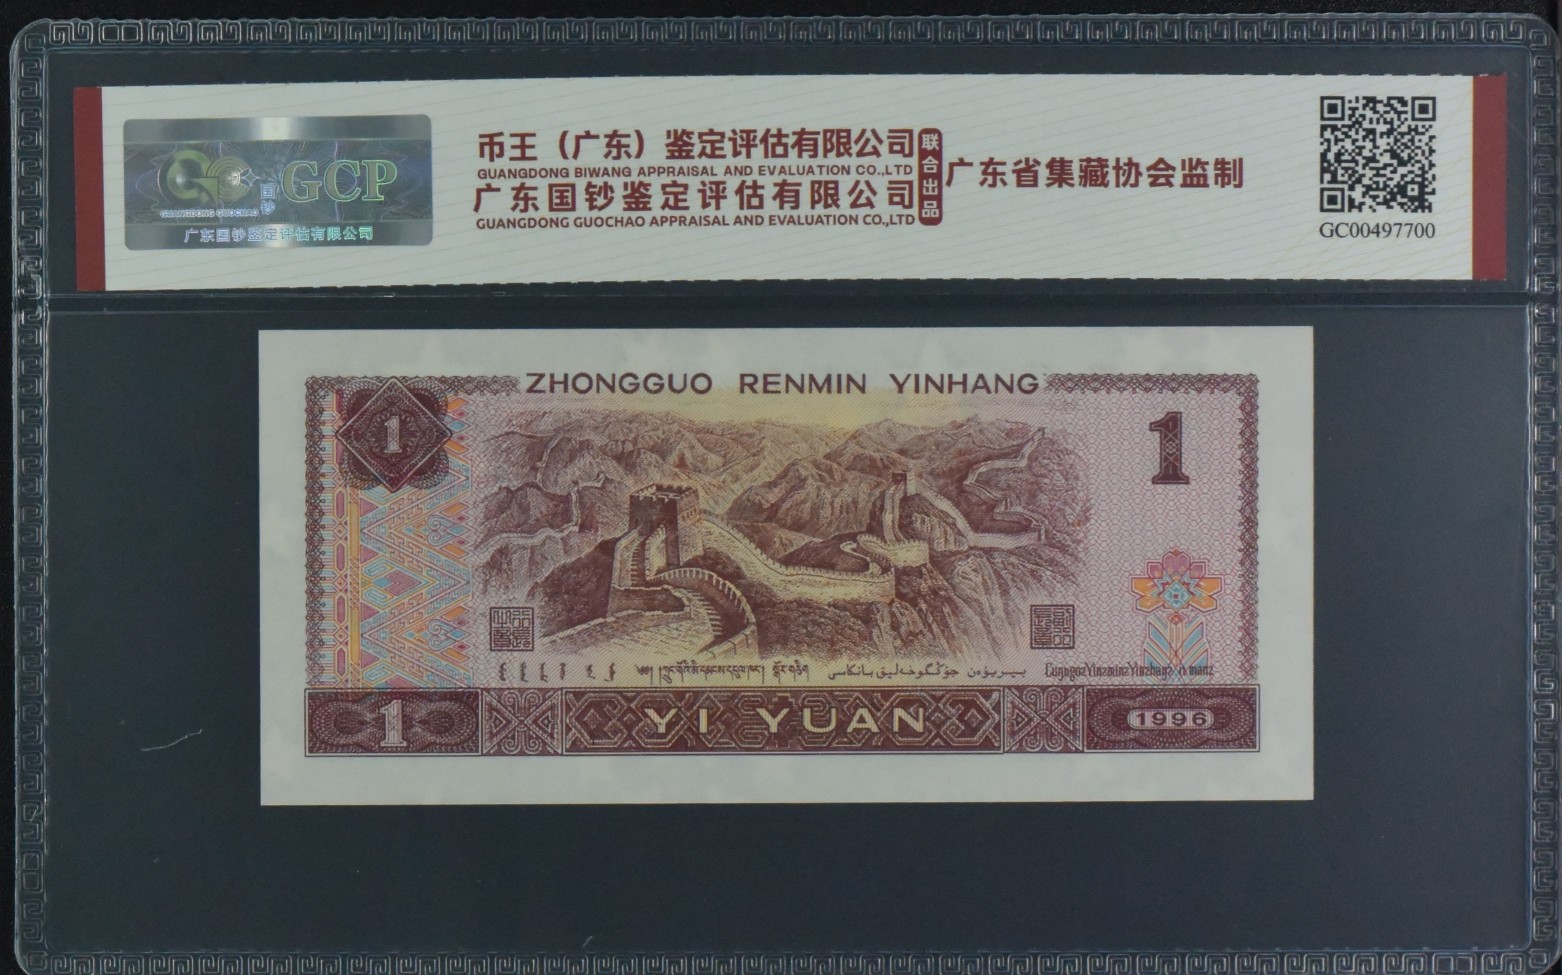 GCP
国钞
GUANGDONG GUOCHAO
广东国钞鉴定评估有限公司
币王（广东）鉴定评估有限公司
GUANGDONG BIWANG APPRAISAL AND EVALUATION CO.,LTD
广东国钞鉴定评估有限公司
GUANGDONG GUOCHAO APPRAISAL AND EVALUATION CO.,LTD
联合出品
广东省集藏协会监制
GC00497700
ZHONGGUO RENMIN YINHANG
1
1
1
YI YUAN
1996